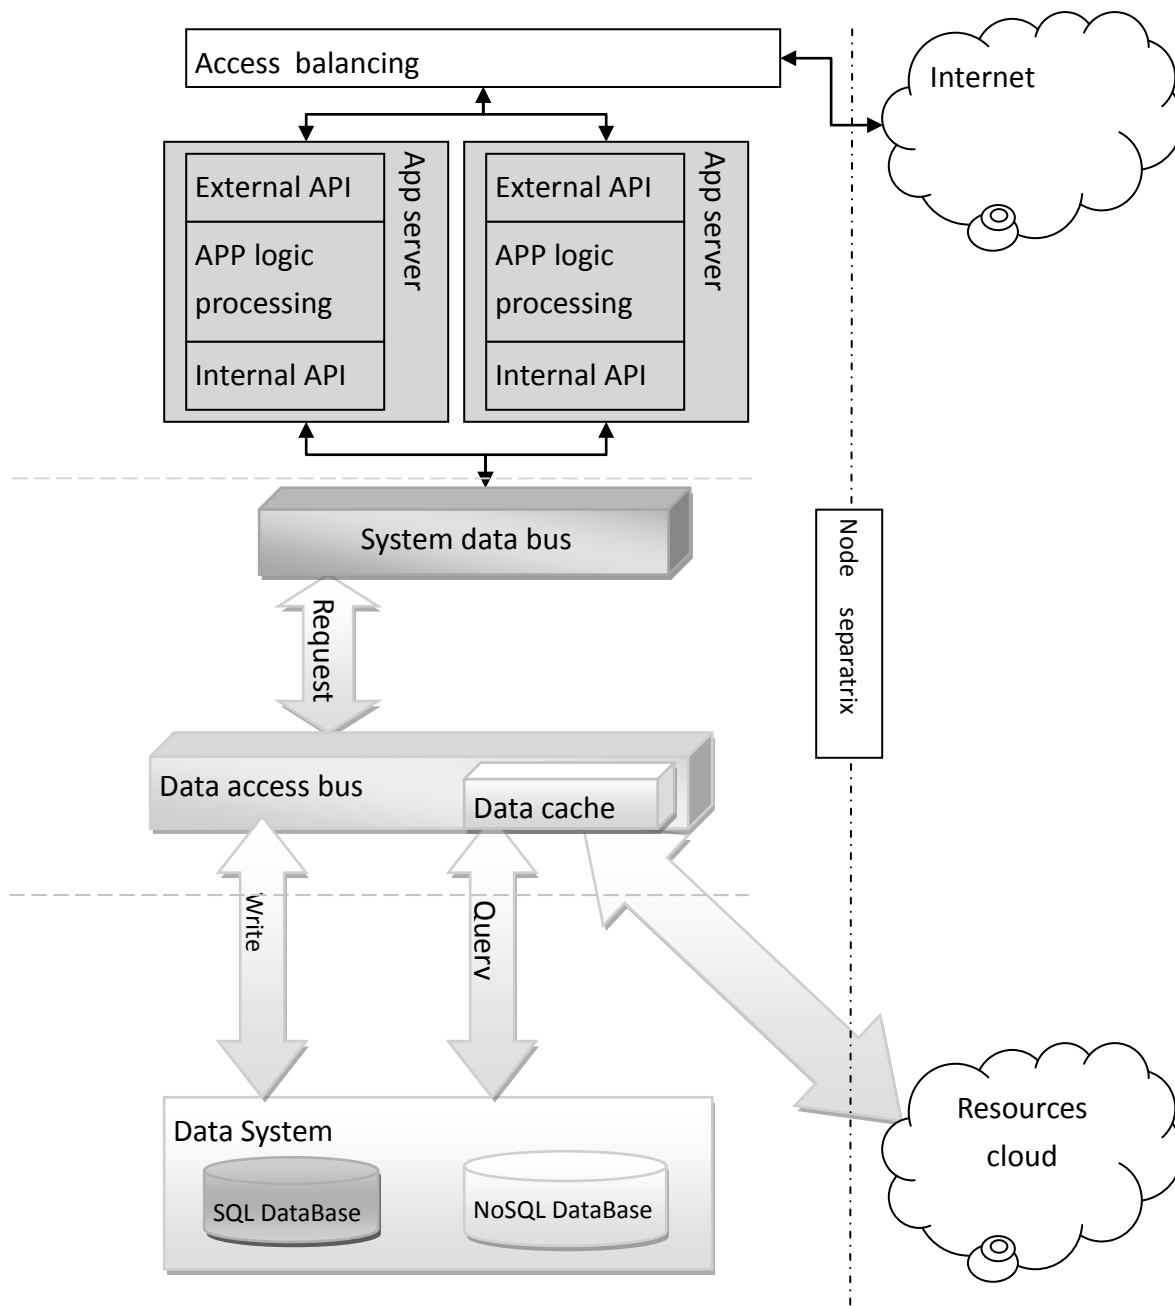 Access balancing
Internet
External API
APP logic
processing
Internal API
App server
External API
APP logic
processing
Internal API
App server
System data bus
Node separatrix
Request
Data access bus
Data cache
Write
Query
Data System
SQL DataBase
NoSQL DataBase
Resources
cloud